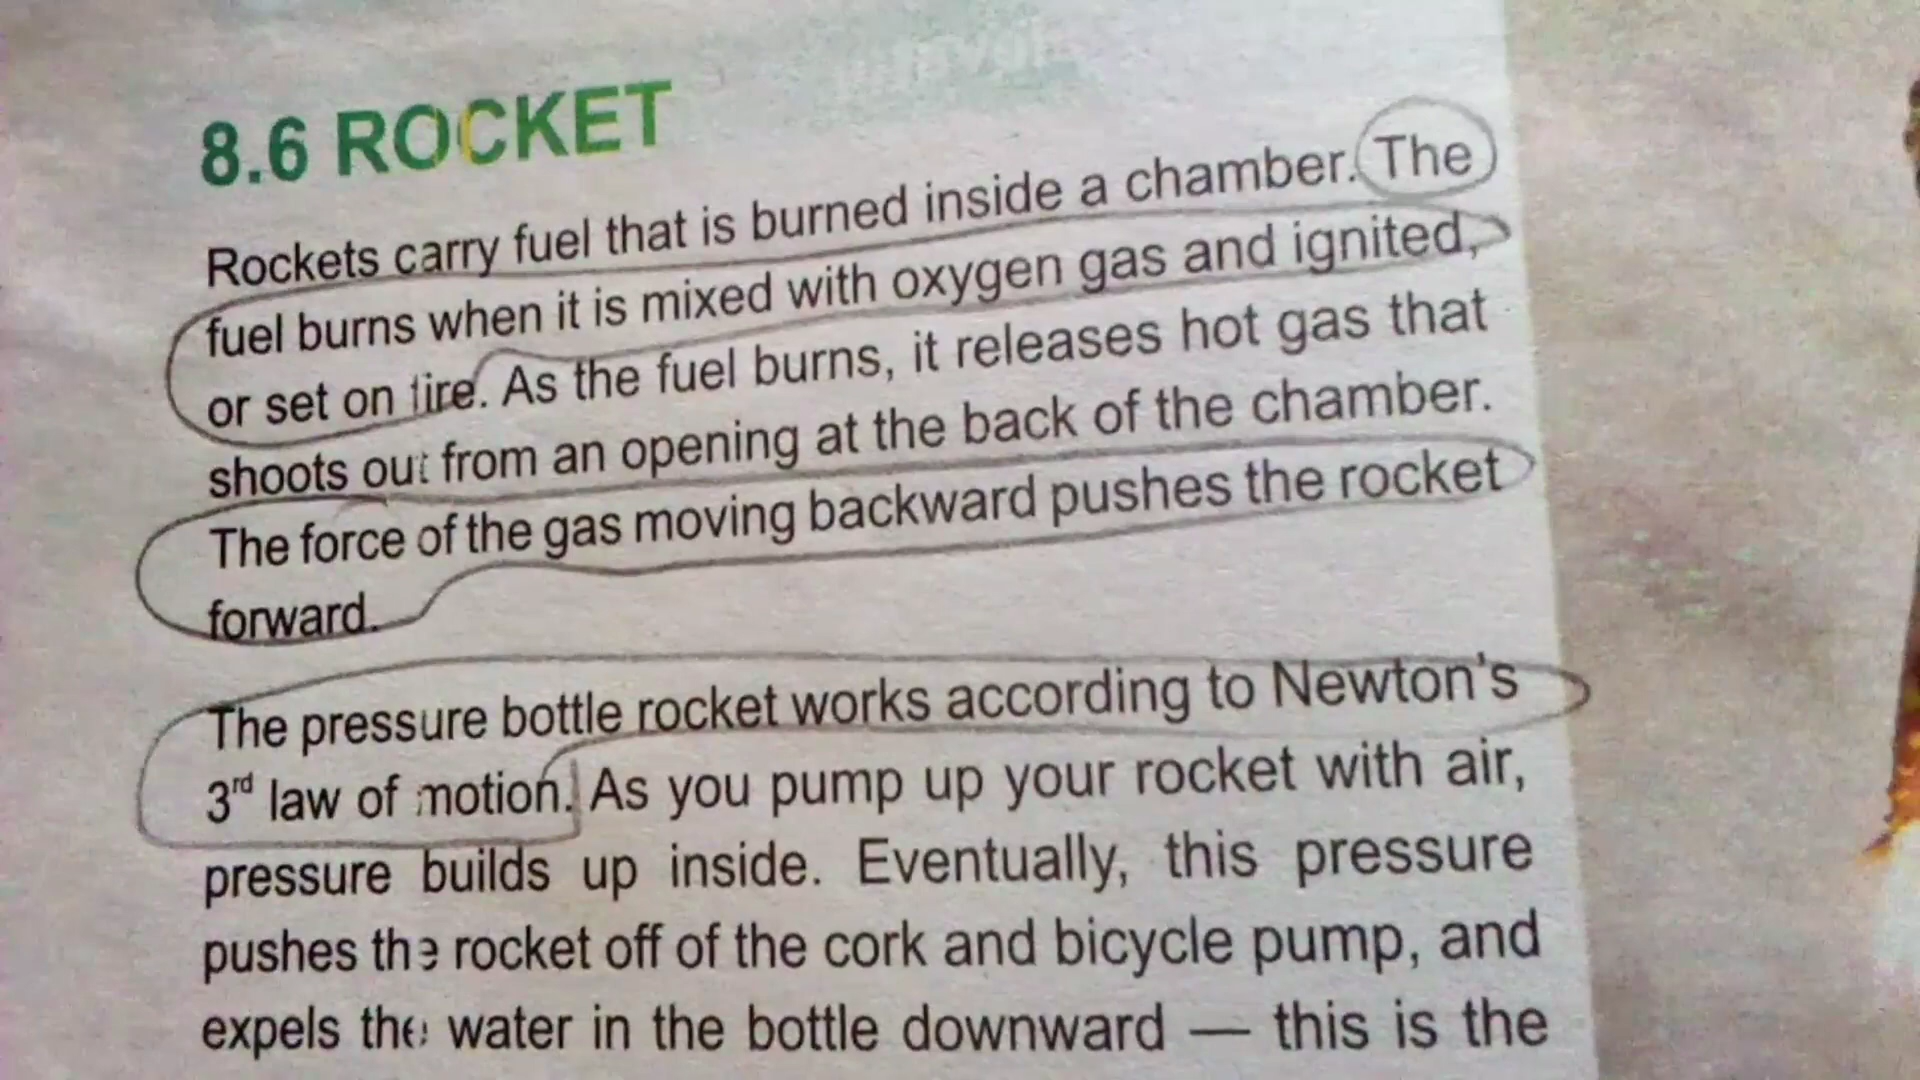 8.6 ROCKET
Rockets carry fuel that is burned inside a chamber. The
fuel burns when it is mixed with oxygen gas and ignited,
or set on fire. As the fuel burns, it releases hot gas that
shoots out from an opening at the back of the chamber.
The force of the gas moving backward pushes the rocket
forward.
The pressure bottle rocket works according to Newton's
3rd law of motion. As you pump up your rocket with air,
pressure builds up inside. Eventually, this pressure
pushes the rocket off of the cork and bicycle pump, and
expels the water in the bottle downward — this is the